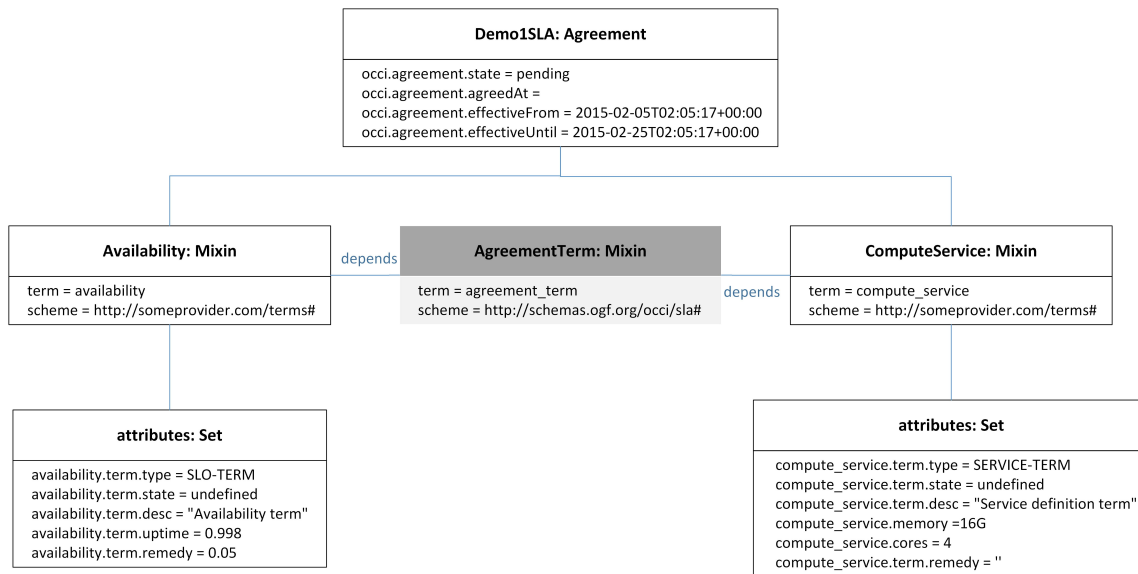 Demo1SLA: Agreement
occi.agreement.state = pending
occi.agreement.agreedAt =
occi.agreement.effectiveFrom = 2015-02-05T02:05:17+00:00
occi.agreement.effectiveUntil = 2015-02-25T02:05:17+00:00
Availability: Mixin
term = availability
scheme = http://someprovider.com/terms#
depends
AgreementTerm: Mixin
term = agreement_term
scheme = http://schemas.ogf.org/occi/sla#
depends
ComputeService: Mixin
term = compute_service
scheme = http://someprovider.com/terms#
attributes: Set
availability.term.type = SLO-TERM
availability.term.state = undefined
availability.term.desc = "Availability term"
availability.term.uptime = 0.998
availability.term.remedy = 0.05
attributes: Set
compute_service.term.type = SERVICE-TERM
compute_service.term.state = undefined
compute_service.term.desc = "Service definition term"
compute_service.memory =16G
compute_service.cores = 4
compute_service.term.remedy = ''